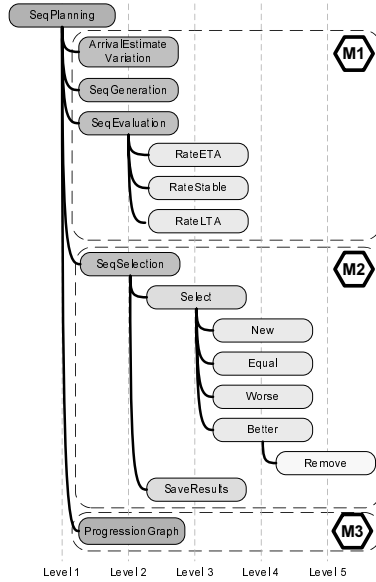 SeqPlanning
ArrivalEstimate
Variation
M1
SeqGeneration
SeqEvaluation
RateETA
RateStable
RateLTA
SeqSelection
M2
Select
New
Equal
Worse
Better
Remove
SaveResults
ProgressionGraph
M3
Level 1 Level 2 Level 3 Level 4 Level 5